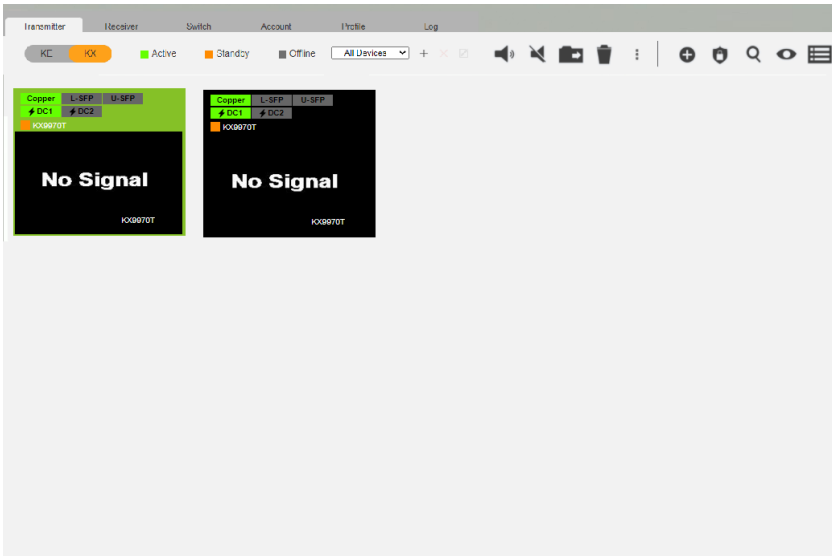 Transmitter Receiver Switch Account Profile Log
KE KX Active Standby Offline All Devices
Copper L-SFP U-SFP
DC1 DC2
KX9970T
No Signal
KX9970T
Copper L-SFP U-SFP
DC1 DC2
KX9970T
No Signal
KX9970T